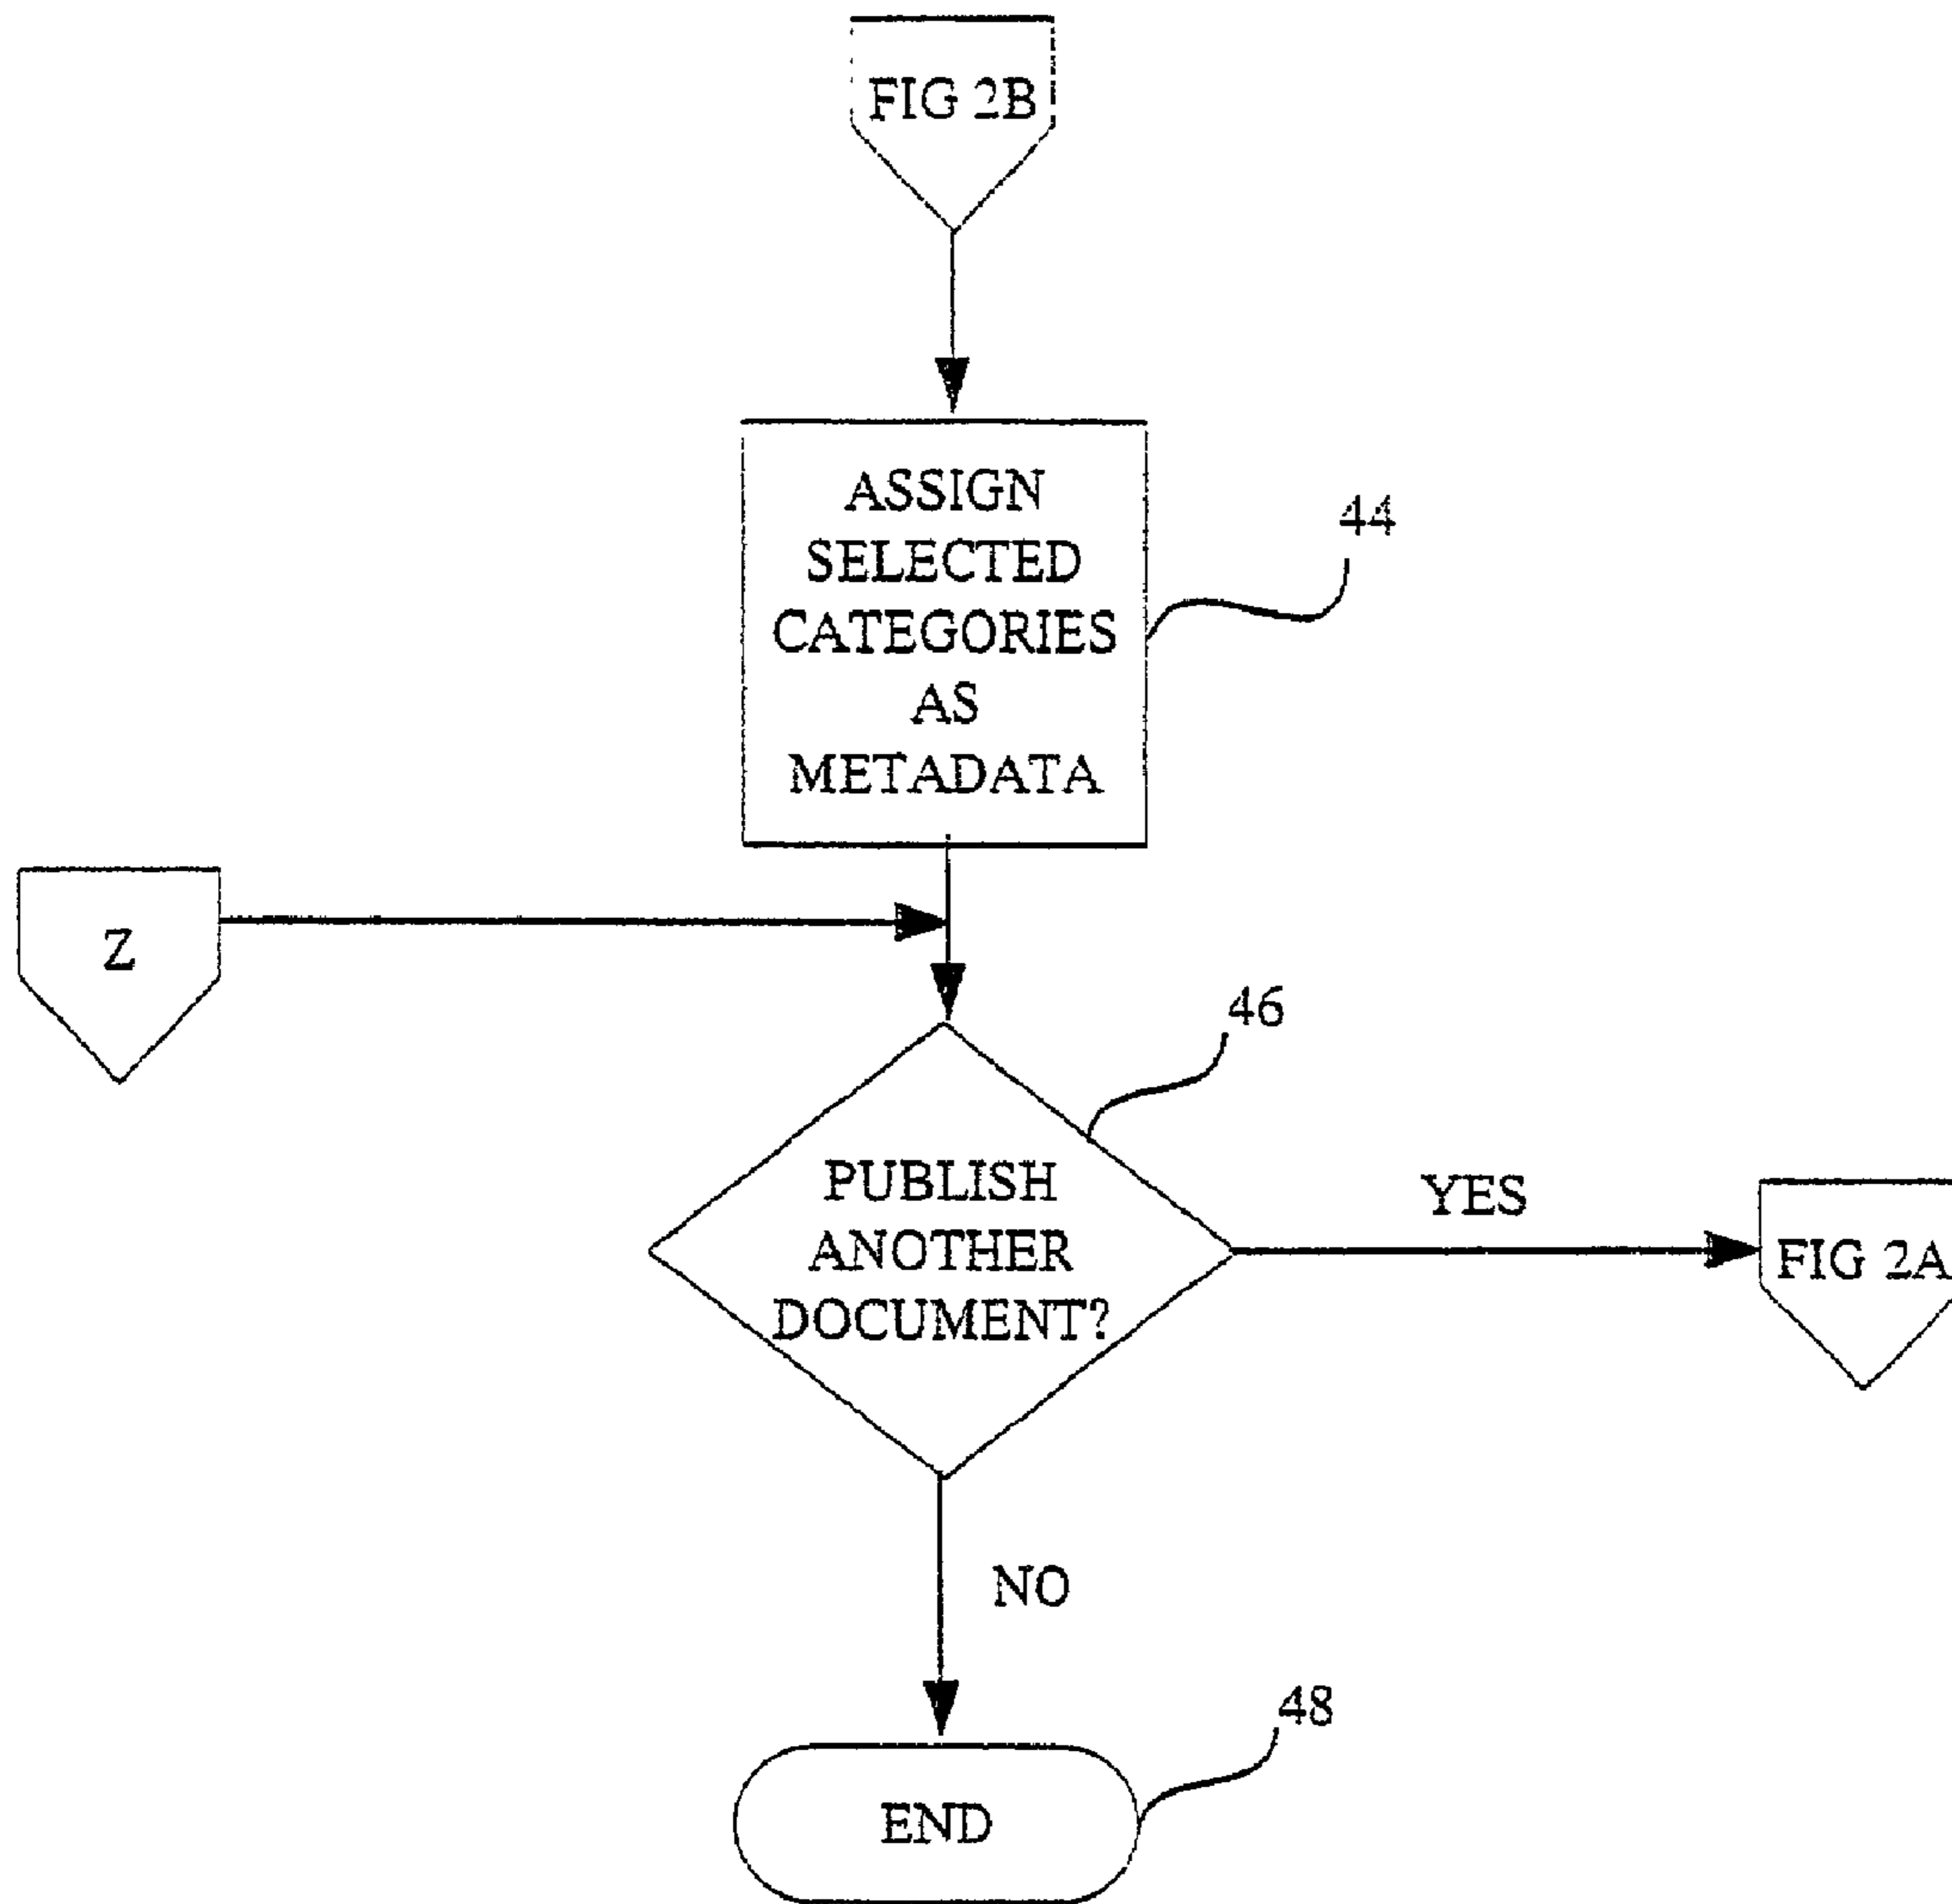 FIG 2B
ASSIGN
SELECTED
CATEGORIES
AS
METADATA
44
Z
46
PUBLISH
ANOTHER
DOCUMENT?
YES
FIG 2A
NO
48
END